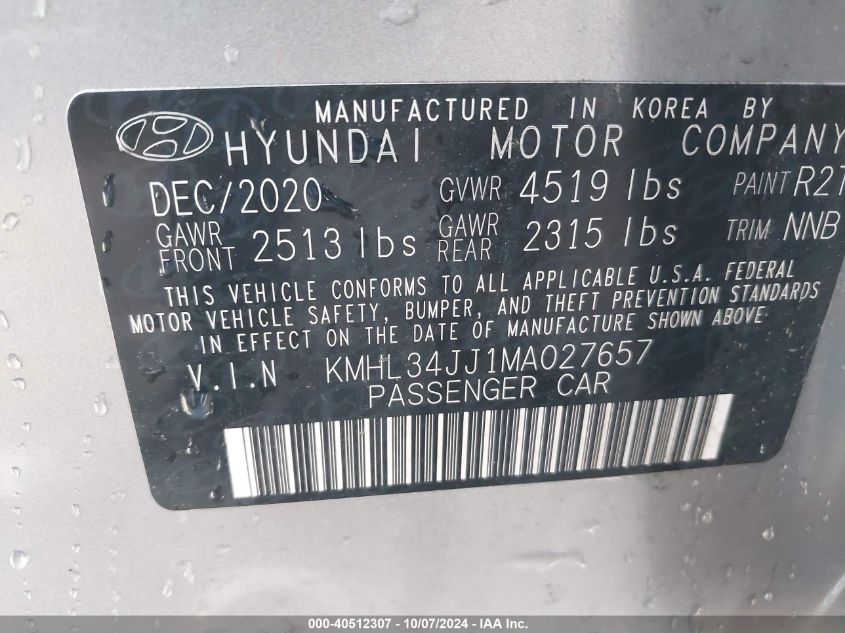 MANUFACTURED IN KOREA BY
HYUNDAI MOTOR COMPANY
DEC/2020 GVWR 4519 lbs PAINT R2T
GAWR FRONT 2513 lbs GAWR REAR 2315 lbs TRIM NNB
THIS VEHICLE CONFORMS TO ALL APPLICABLE U.S.A. FEDERAL
MOTOR VEHICLE SAFETY, BUMPER, AND THEFT PREVENTION STANDARDS
IN EFFECT ON THE DATE OF MANUFACTURE SHOWN ABOVE
V.I.N KMHL34JJ1MA027657
PASSENGER CAR
000-40512307 - 10/07/2024 - IAA Inc.